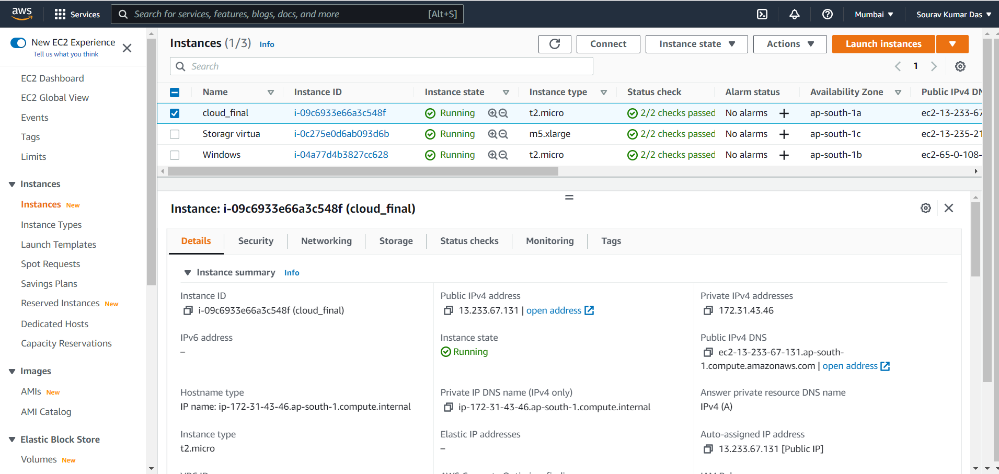 aws
Services
Search for services, features, blogs, docs, and more
[Alt+S]
Mumbai
Sourav Kumar Das
New EC2 Experience
Tell us what you think
EC2 Dashboard
EC2 Global View
Events
Tags
Limits
Instances
Instances New
Instance Types
Launch Templates
Spot Requests
Savings Plans
Reserved Instances New
Dedicated Hosts
Capacity Reservations
Images
AMIs New
AMI Catalog
Elastic Block Store
Volumes New
Instances (1/3) Info
Connect
Instance state
Actions
Launch instances
Search
1
Name Instance ID Instance state Instance type Status check Alarm status Availability Zone Public IPv4 DN
cloud_final i-09c6933e66a3c548f Running t2.micro 2/2 checks passed No alarms ap-south-1a ec2-13-233-67
Storagr virtua i-0c275e0d6ab093d6b Running m5.xlarge 2/2 checks passed No alarms ap-south-1c ec2-13-235-21
Windows i-04a77d4b3827cc628 Running t2.micro 2/2 checks passed No alarms ap-south-1b ec2-65-0-108-
Instance: i-09c6933e66a3c548f (cloud_final)
Details Security Networking Storage Status checks Monitoring Tags
Instance summary Info
Instance ID
i-09c6933e66a3c548f (cloud_final)
Public IPv4 address
13.233.67.131 | open address
Private IPv4 addresses
172.31.43.46
IPv6 address
–
Instance state
Running
Public IPv4 DNS
ec2-13-233-67-131.ap-south-
1.compute.amazonaws.com | open address
Hostname type
IP name: ip-172-31-43-46.ap-south-1.compute.internal
Private IP DNS name (IPv4 only)
ip-172-31-43-46.ap-south-1.compute.internal
Answer private resource DNS name
IPv4 (A)
Instance type
t2.micro
Elastic IP addresses
–
Auto-assigned IP address
13.233.67.131 [Public IP]